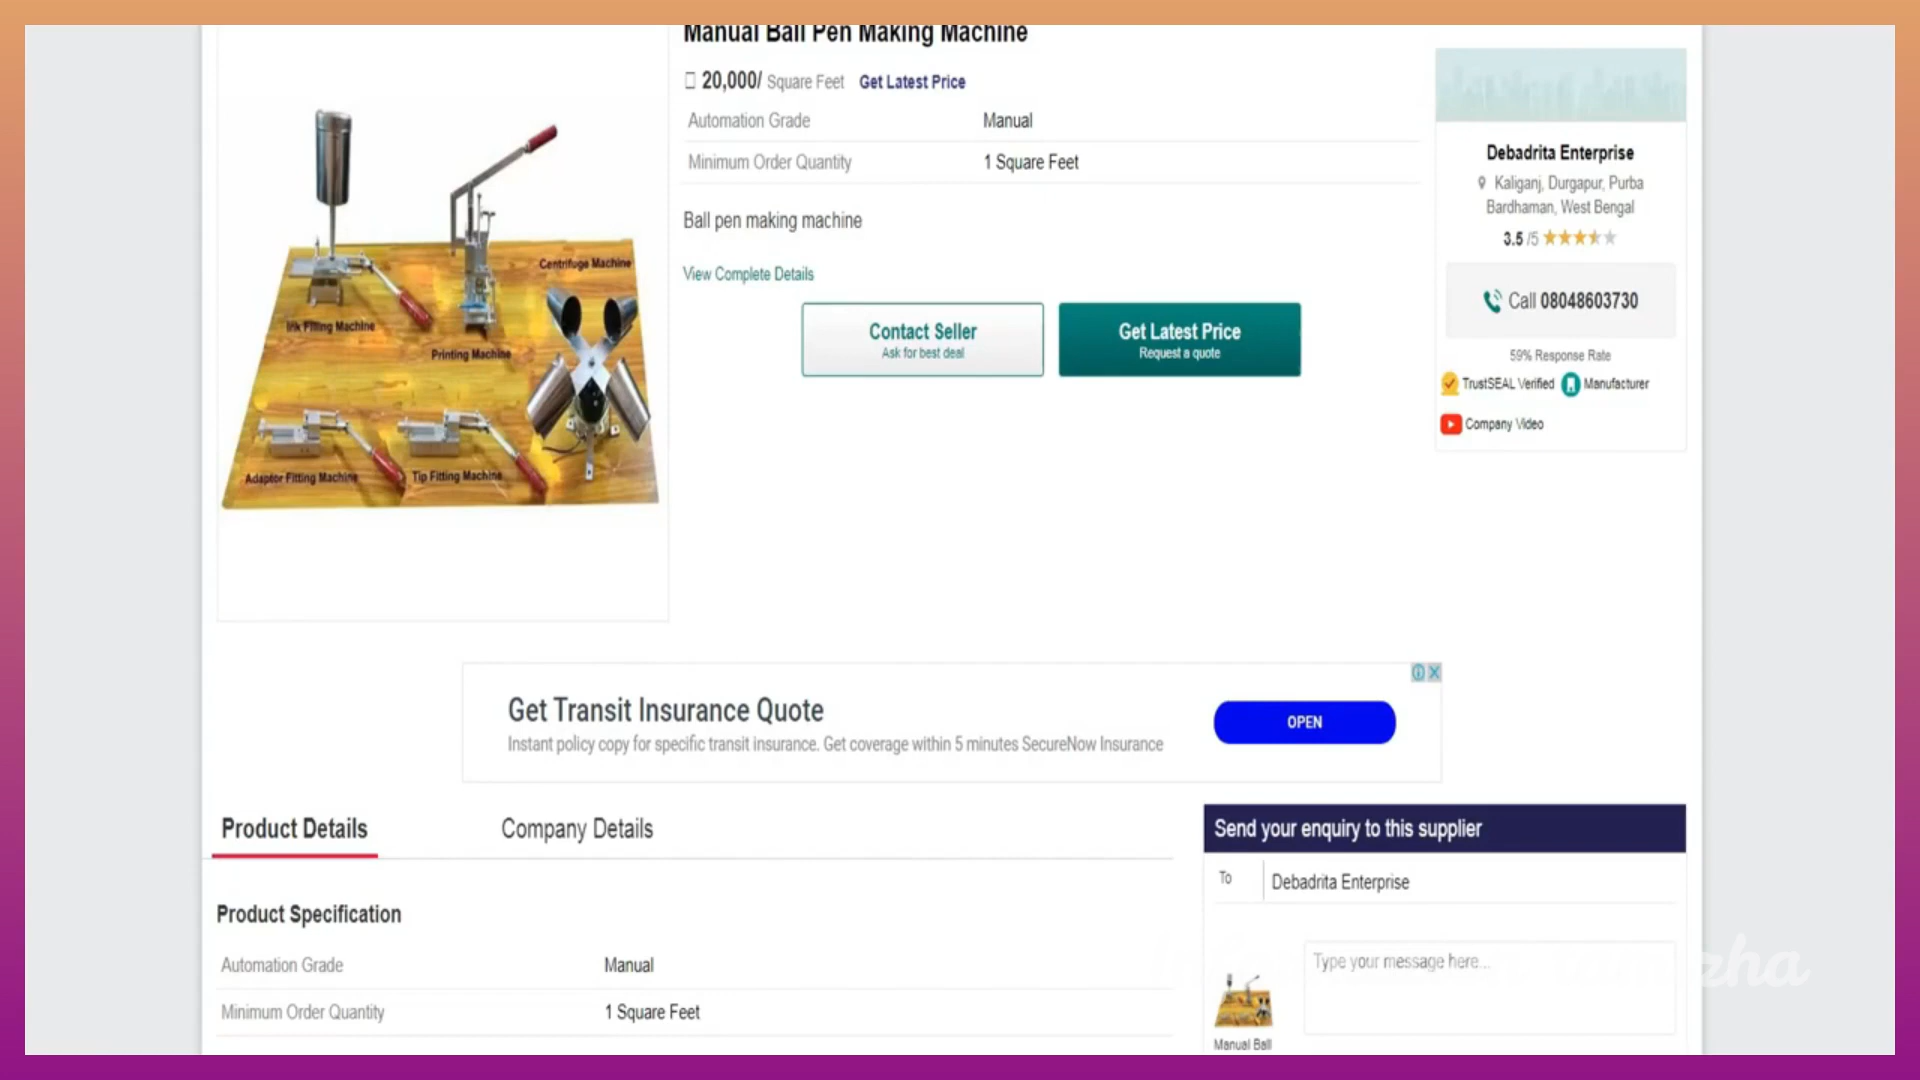 Manual Ball Pen Making Machine
20,000/ Square Feet Get Latest Price
Automation Grade Manual
Minimum Order Quantity 1 Square Feet
Ball pen making machine
View Complete Details
Contact Seller
Ask for best deal
Get Latest Price
Request a quote
Ink Filling Machine
Printing Machine
Centrifuge Machine
Adaptor Fitting Machine
Tip Fitting Machine
Debadrita Enterprise
Kaliganj, Durgapur, Purba
Bardhaman, West Bengal
3.5/5
Call 08048603730
59% Response Rate
TrustSEAL Verified Manufacturer
Company Video
Get Transit Insurance Quote
Instant policy copy for specific transit insurance. Get coverage within 5 minutes SecureNow Insurance
OPEN
Product Details Company Details
Product Specification
Automation Grade Manual
Minimum Order Quantity 1 Square Feet
Send your enquiry to this supplier
To Debadrita Enterprise
Type your message here...
Manual Ball